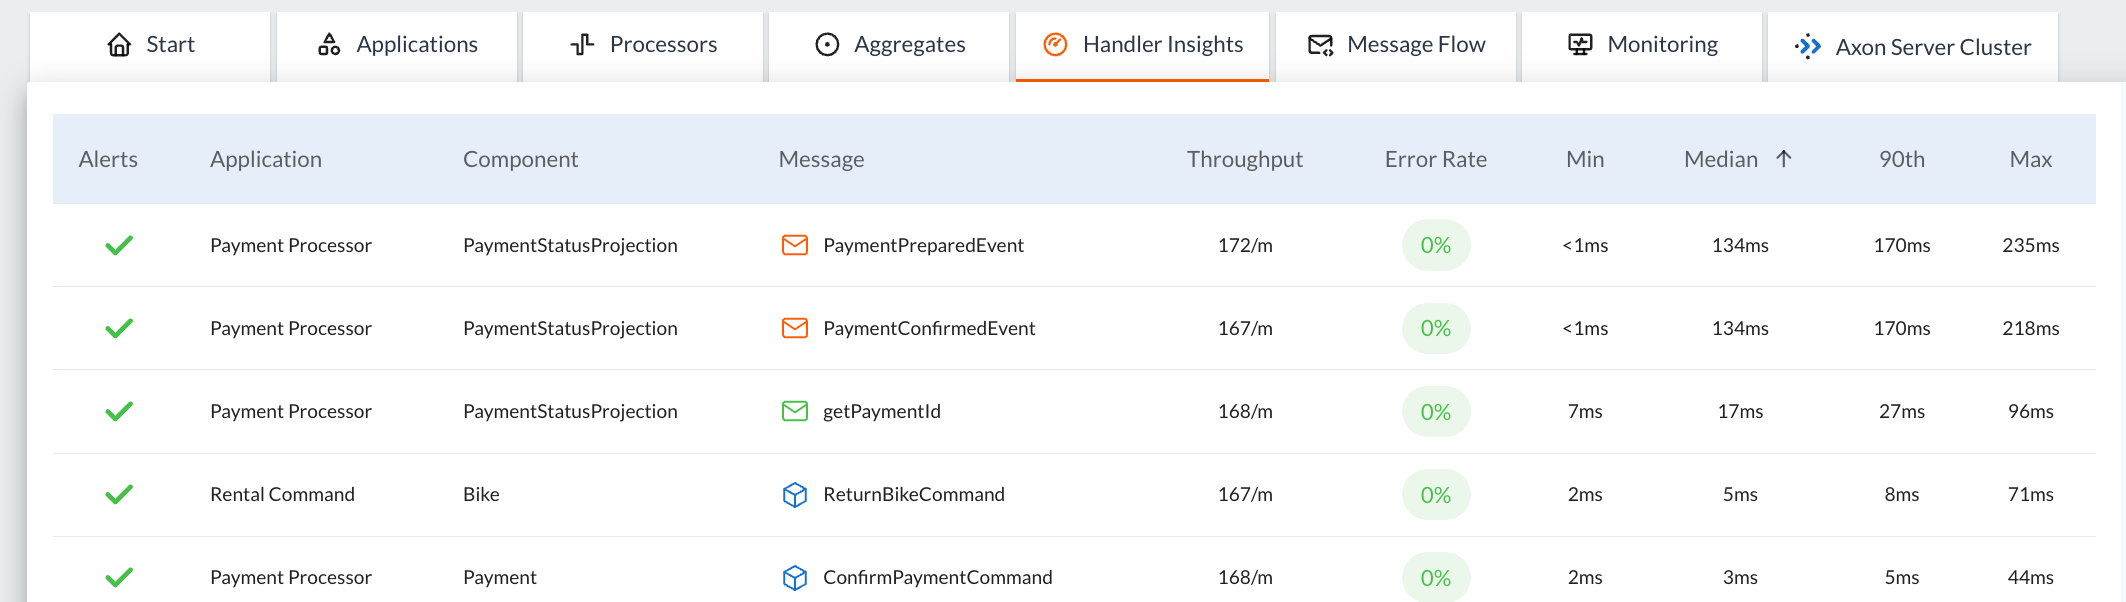 Start Applications Processors Aggregates Handler Insights Message Flow Monitoring Axon Server Cluster
Alerts Application Component Message Throughput Error Rate Min Median ↑ 90th Max
Payment Processor PaymentStatusProjection PaymentPreparedEvent 172/m 0% <1ms 134ms 170ms 235ms
Payment Processor PaymentStatusProjection PaymentConfirmedEvent 167/m 0% <1ms 134ms 170ms 218ms
Payment Processor PaymentStatusProjection getPaymentId 168/m 0% 7ms 17ms 27ms 96ms
Rental Command Bike ReturnBikeCommand 167/m 0% 2ms 5ms 8ms 71ms
Payment Processor Payment ConfirmPaymentCommand 168/m 0% 2ms 3ms 5ms 44ms